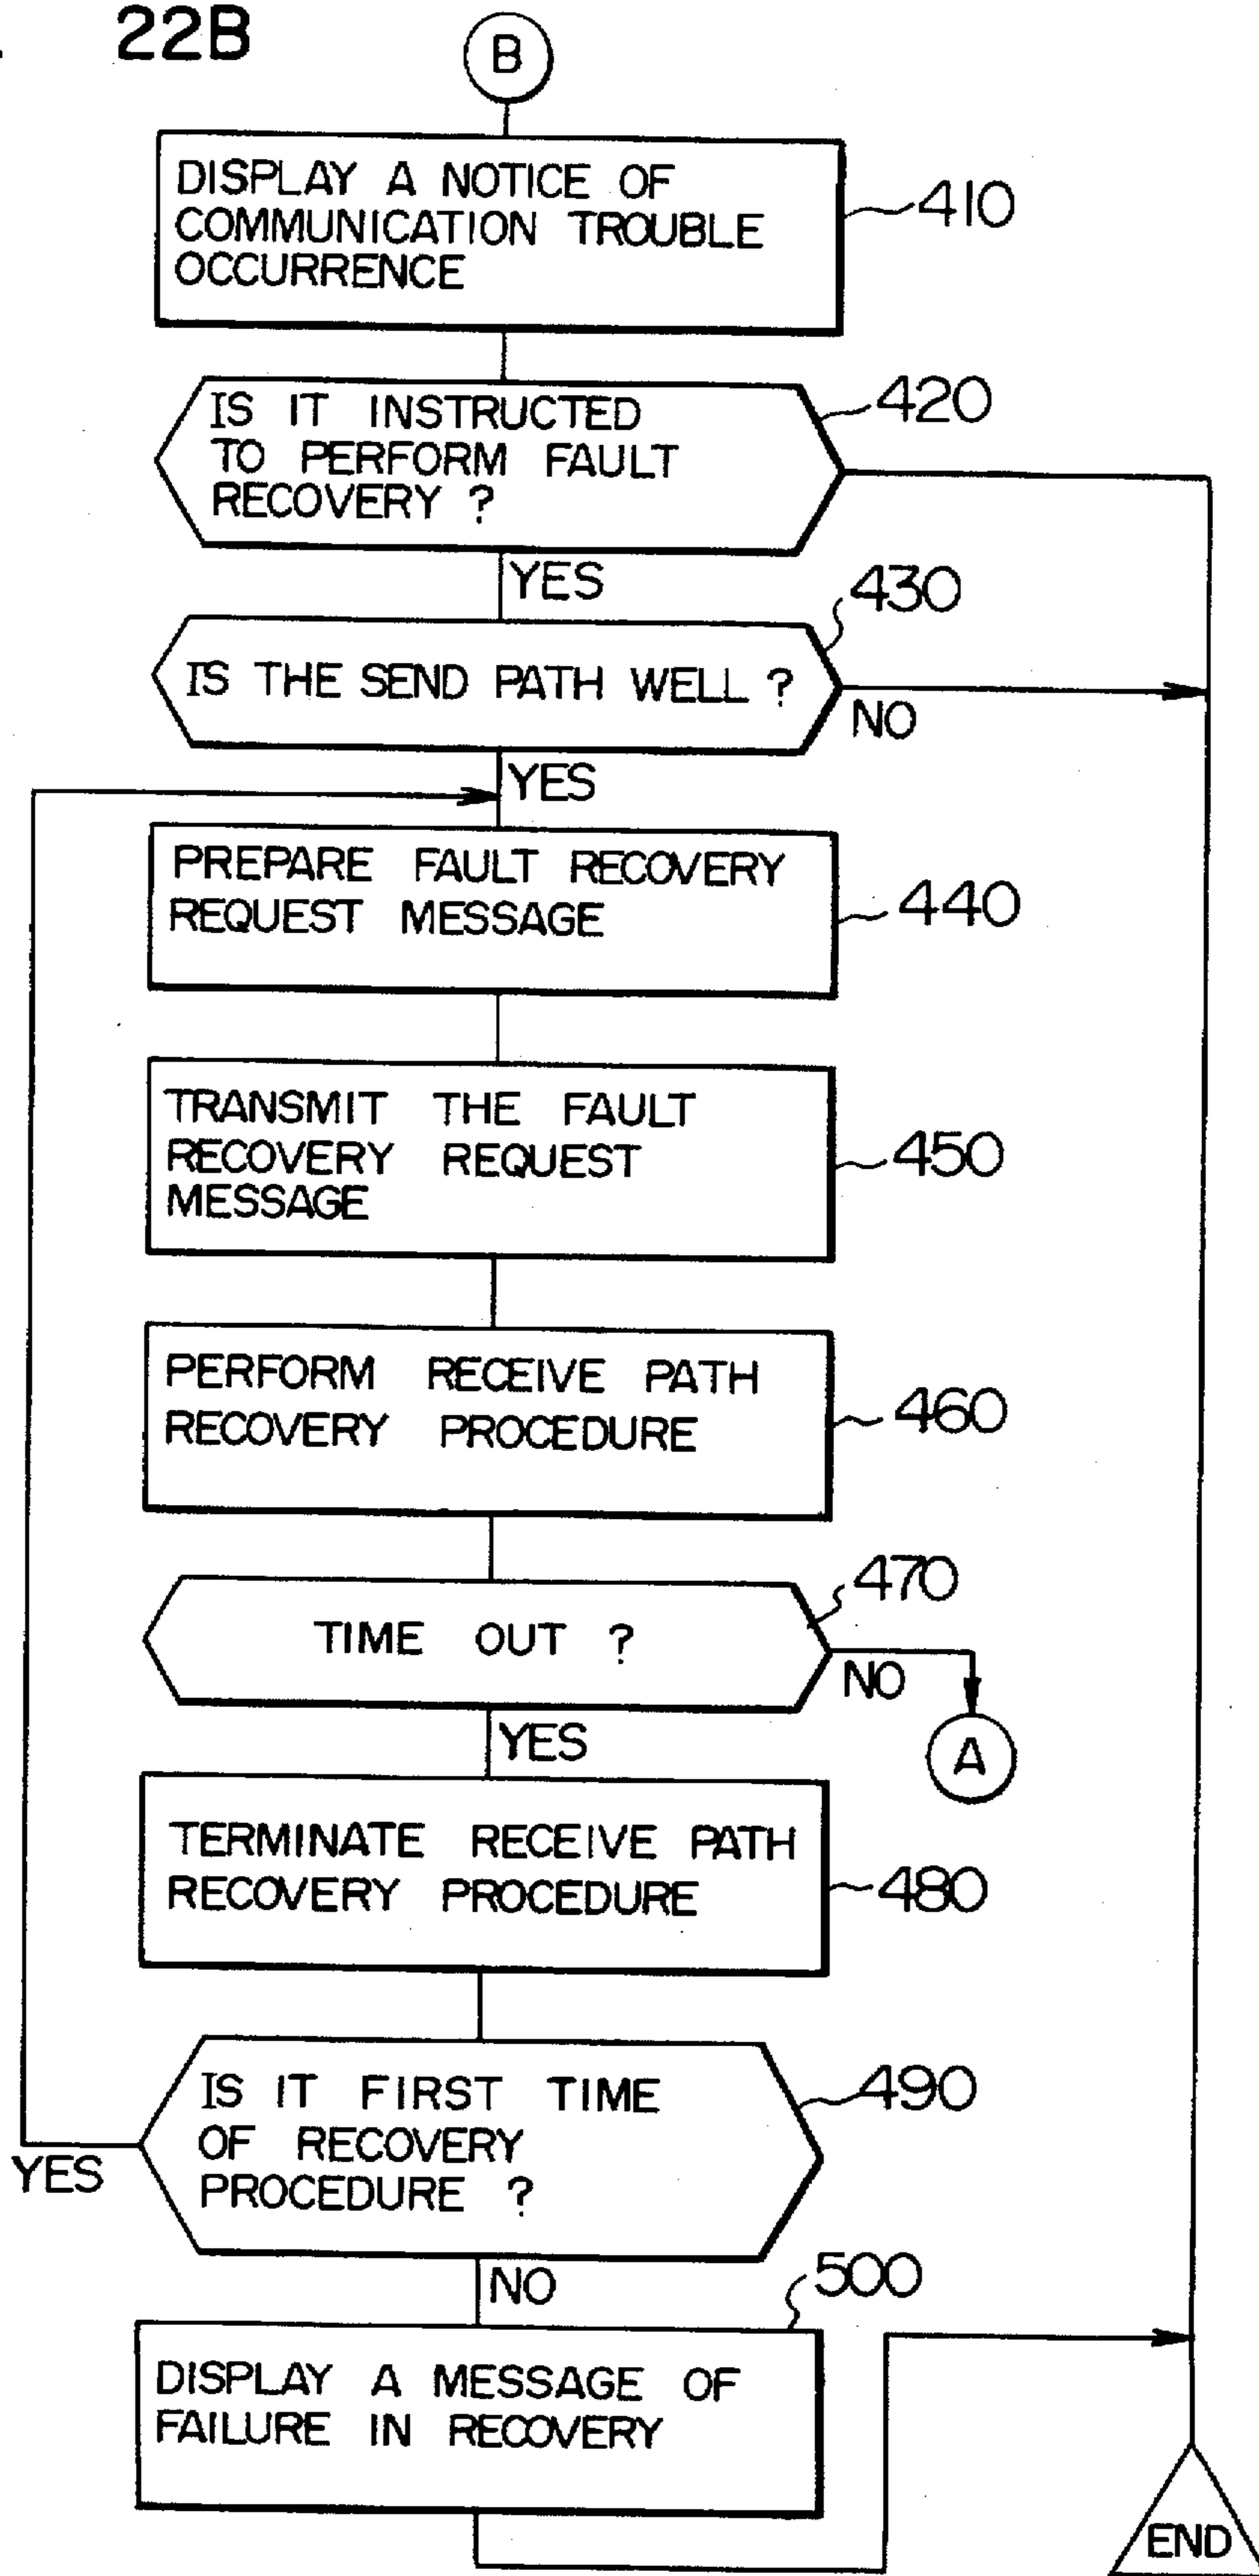 22B
B
DISPLAY A NOTICE OF
COMMUNICATION TROUBLE
OCCURRENCE
410
IS IT INSTRUCTED
TO PERFORM FAULT
RECOVERY ?
420
YES
430
IS THE SEND PATH WELL ?
NO
YES
PREPARE FAULT RECOVERY
REQUEST MESSAGE
440
TRANSMIT THE FAULT
RECOVERY REQUEST
MESSAGE
450
PERFORM RECEIVE PATH
RECOVERY PROCEDURE
460
470
TIME OUT ?
NO
A
YES
TERMINATE RECEIVE PATH
RECOVERY PROCEDURE
480
IS IT FIRST TIME
OF RECOVERY
PROCEDURE ?
490
YES
NO
500
DISPLAY A MESSAGE OF
FAILURE IN RECOVERY
END